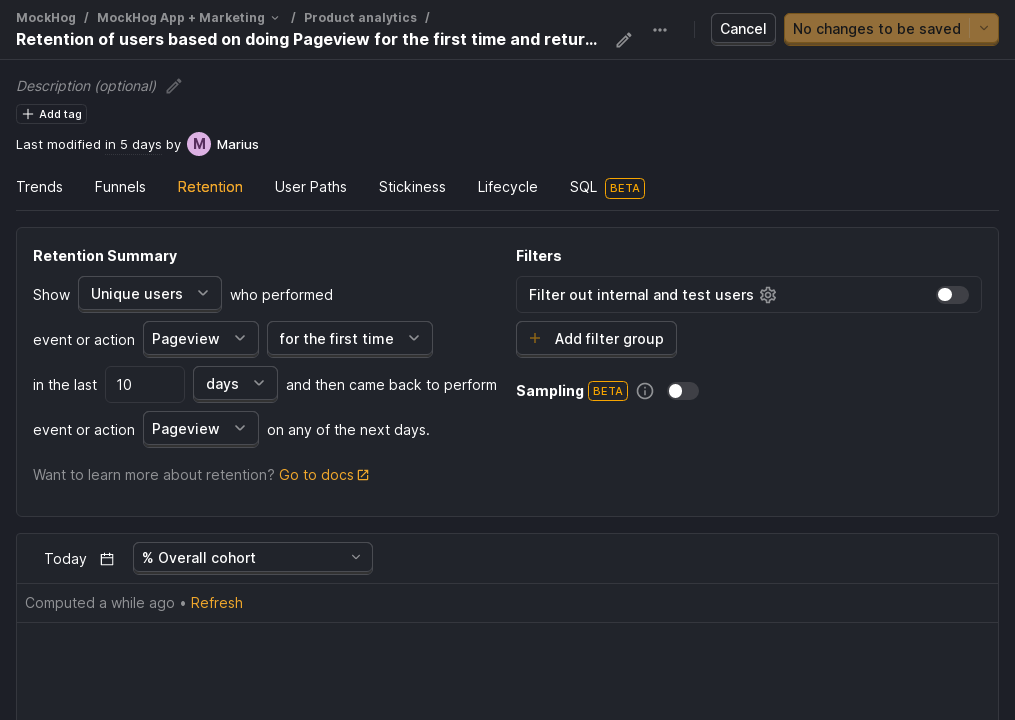 MockHog / MockHog App + Marketing / Product analytics /
Retention of users based on doing Pageview for the first time and retur...
Cancel
No changes to be saved
Description (optional)
Add tag
Last modified in 5 days by M Marius
Trends Funnels Retention User Paths Stickiness Lifecycle SQL BETA
Retention Summary
Show Unique users who performed
event or action Pageview for the first time
in the last 10 days and then came back to perform
event or action Pageview on any of the next days.
Want to learn more about retention? Go to docs
Filters
Filter out internal and test users
Add filter group
Sampling BETA
Today % Overall cohort
Computed a while ago • Refresh